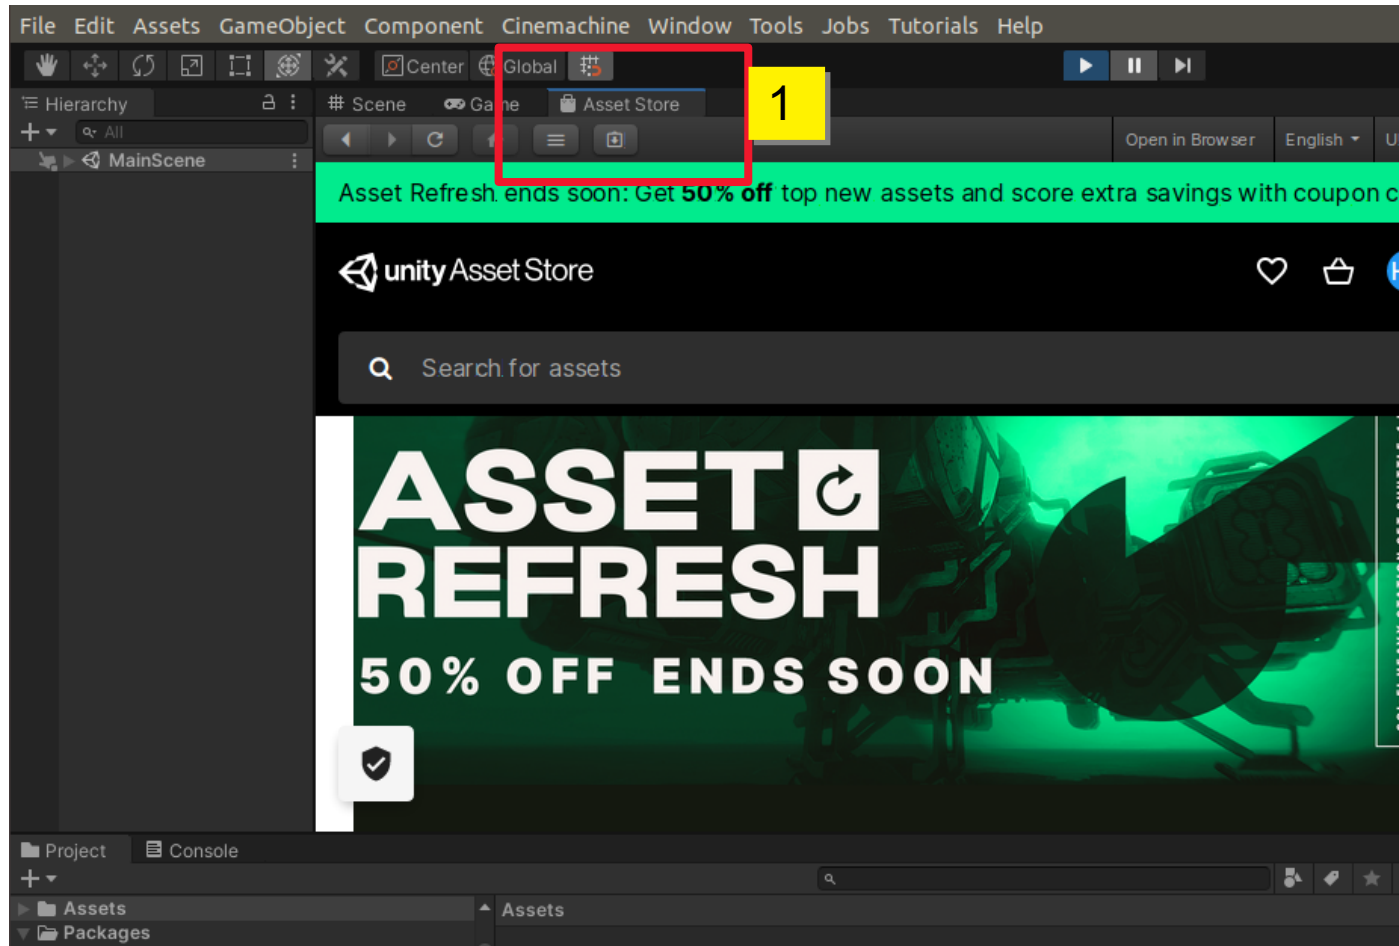 File Edit Assets GameObject Component Cinemachine Window Tools Jobs Tutorials Help
Center Global
Hierarchy # Scene Game Asset Store
1
All
Open in Browser English
MainScene
Asset Refresh ends soon: Get 50% off top new assets and score extra savings with coupon
unity Asset Store
Search for assets
ASSET
REFRESH
50% OFF ENDS SOON
Project Console
Assets Assets
Packages